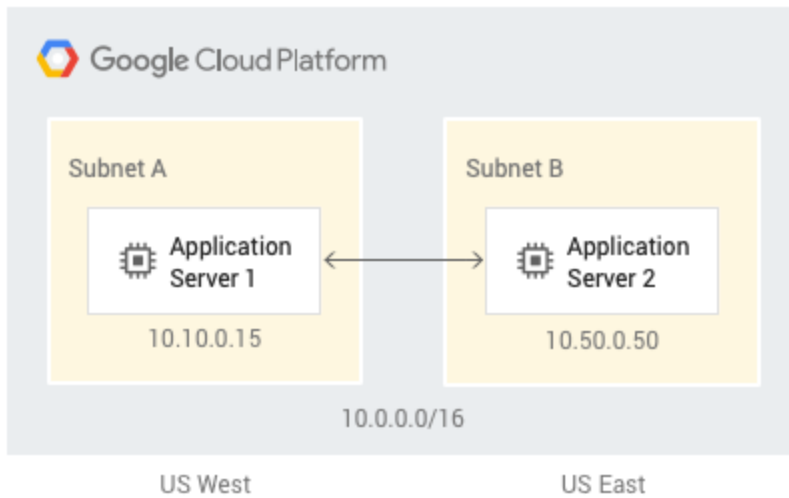 Google Cloud Platform
Subnet A
Application
Server 1
10.10.0.15
Subnet B
Application
Server 2
10.50.0.50
10.0.0.0/16
US West
US East